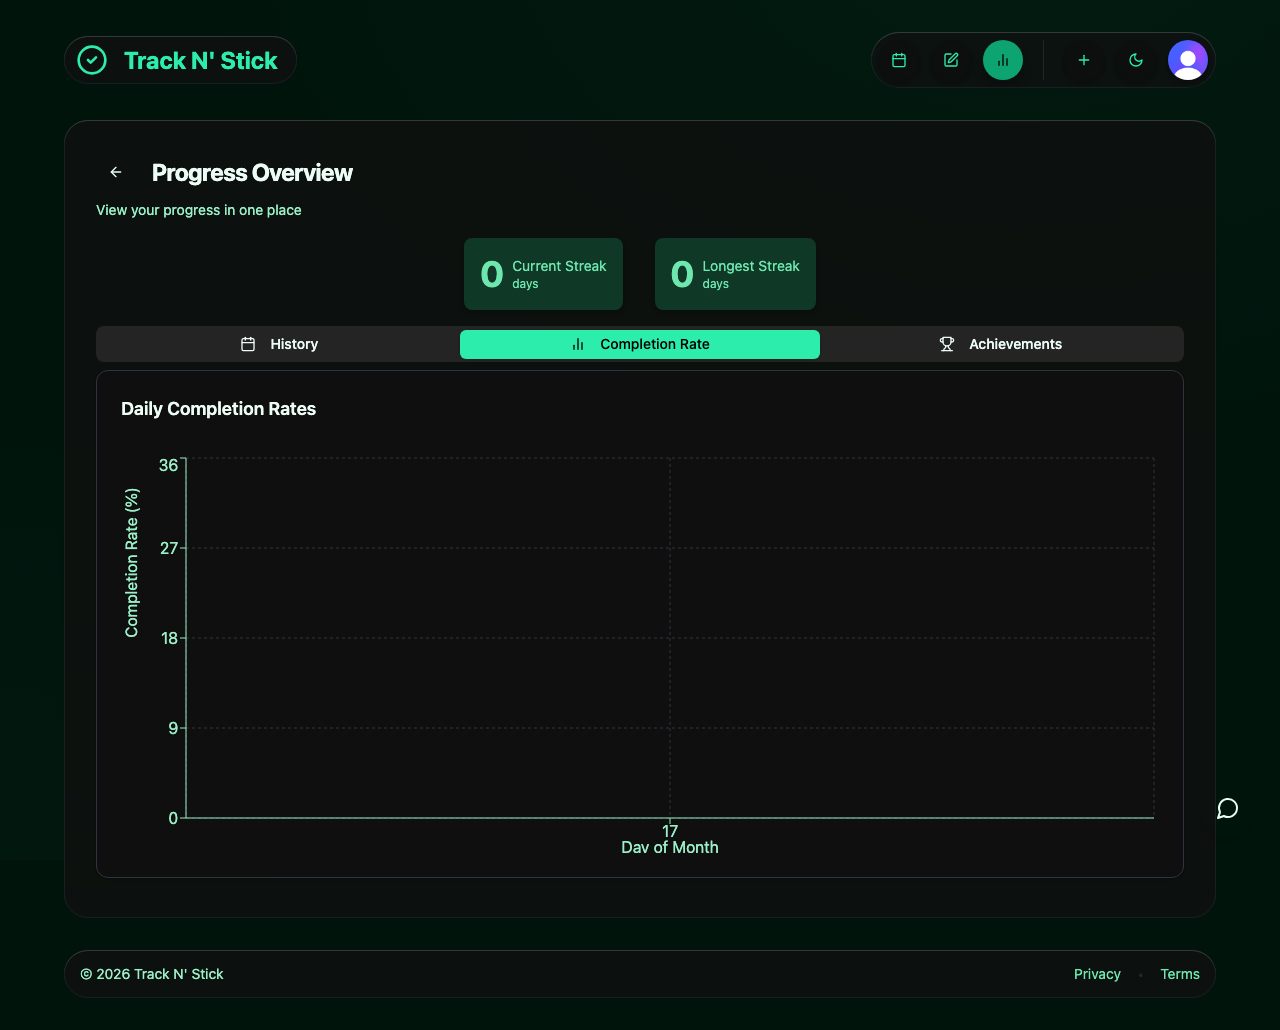 Track N' Stick
Progress Overview
View your progress in one place
0 Current Streak
days
0 Longest Streak
days
History
Completion Rate
Achievements
Daily Completion Rates
Completion Rate (%)
36
27
18
9
0
17
Day of Month
© 2026 Track N' Stick
Privacy
Terms